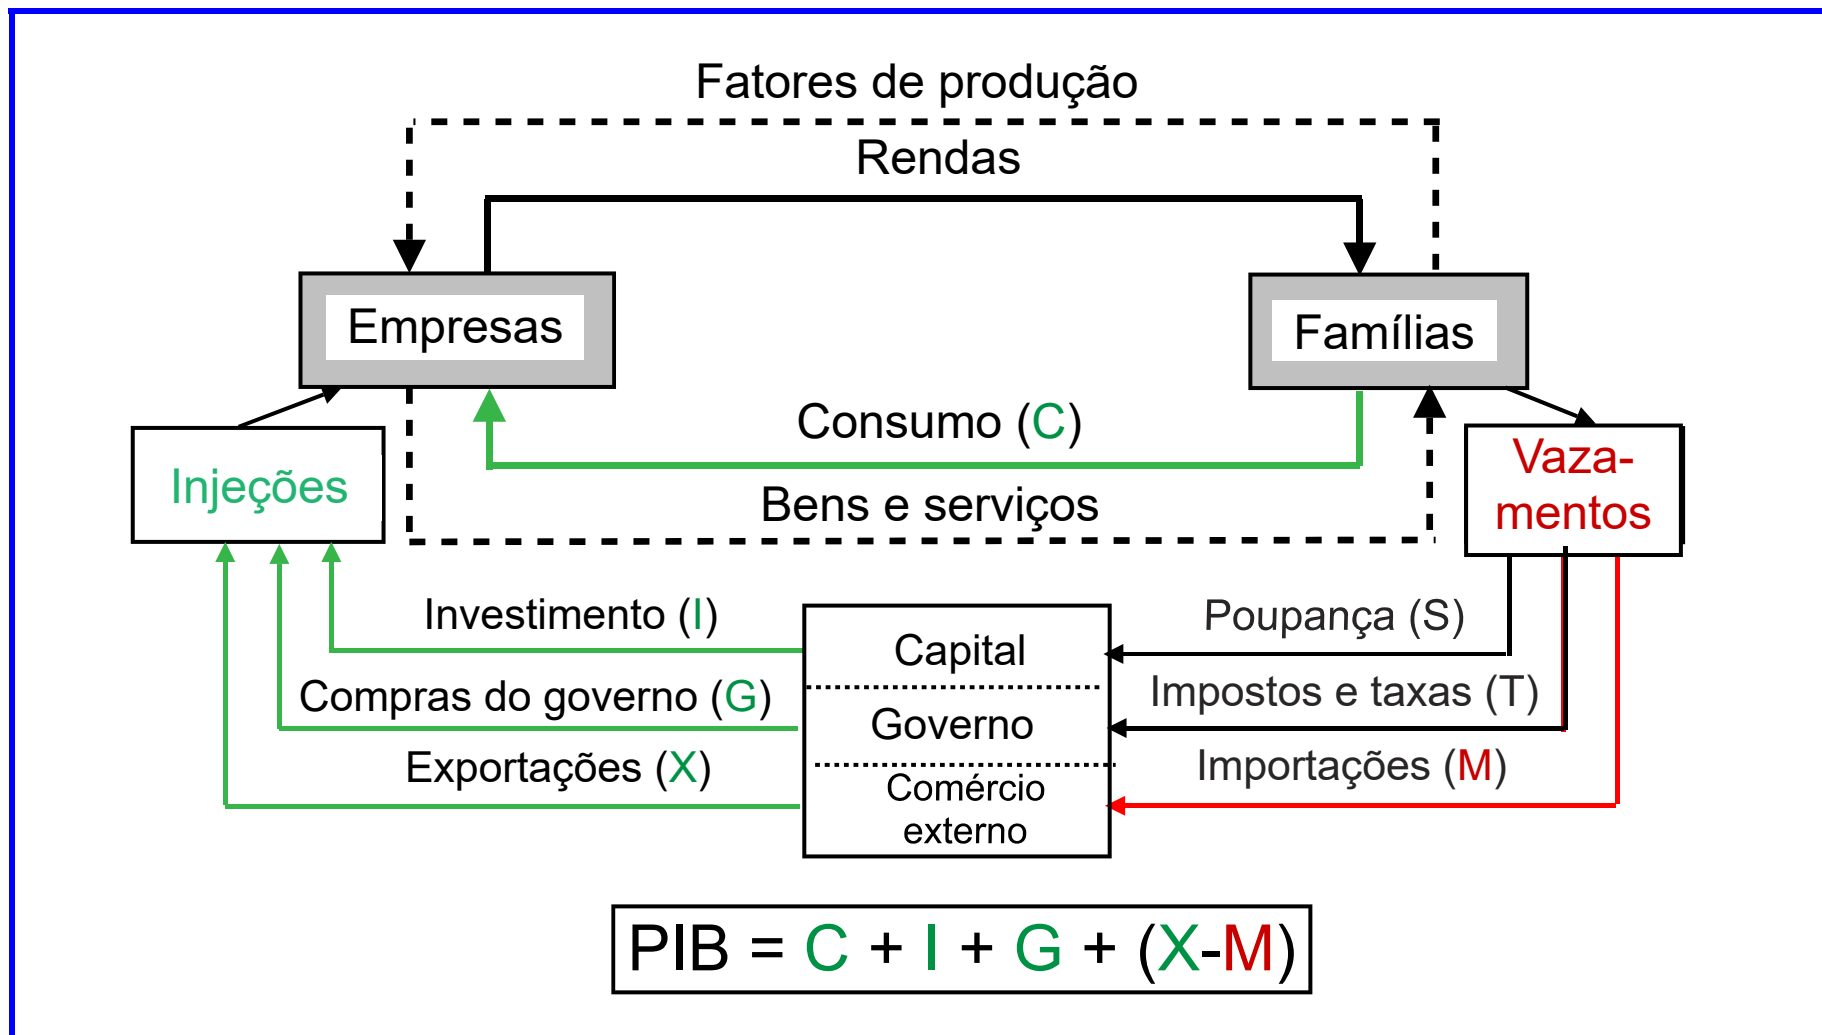 Fatores de produção
Rendas
Empresas
Famílias
Consumo (C)
Injeções
Vaza-
mentos
Bens e serviços
Investimento (I)
Capital
Poupança (S)
Compras do governo (G)
Governo
Impostos e taxas (T)
Exportações (X)
Comércio
externo
Importações (M)
PIB = C + I + G + (X-M)